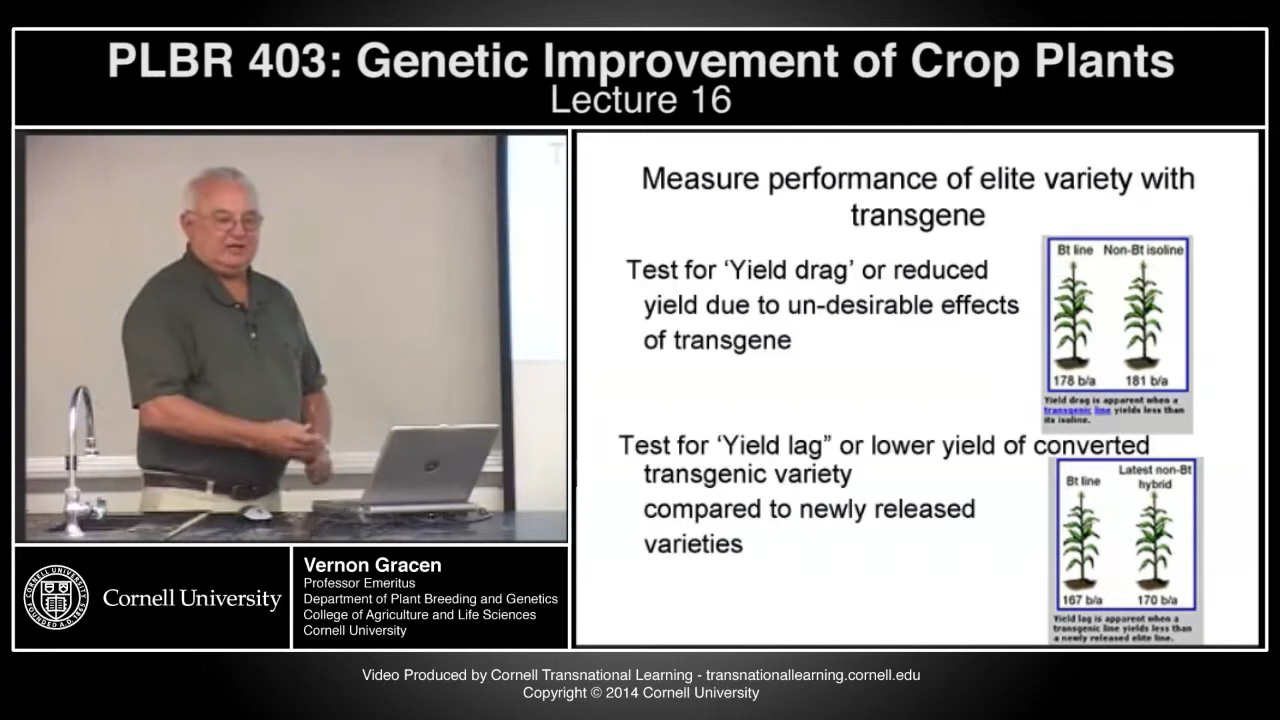 PLBR 403: Genetic Improvement of Crop Plants
Lecture 16
Measure performance of elite variety with
transgene
Test for ‘Yield drag’ or reduced
yield due to un-desirable effects
of transgene
Bt line Non-Bt isoline
178 b/a 181 b/a
Yield drag is apparent when a
transgenic line yields less than
its isoline.
Test for ‘Yield lag” or lower yield of converted
transgenic variety
compared to newly released
varieties
Latest non-Bt
Bt line hybrid
167 b/a 170 b/a
Yield lag is apparent when a
transgenic line yields less than
a newly released elite line.
Cornell University
Vernon Gracen
Professor Emeritus
Department of Plant Breeding and Genetics
College of Agriculture and Life Sciences
Cornell University
Video Produced by Cornell Transnational Learning - transnationallearning.cornell.edu
Copyright © 2014 Cornell University